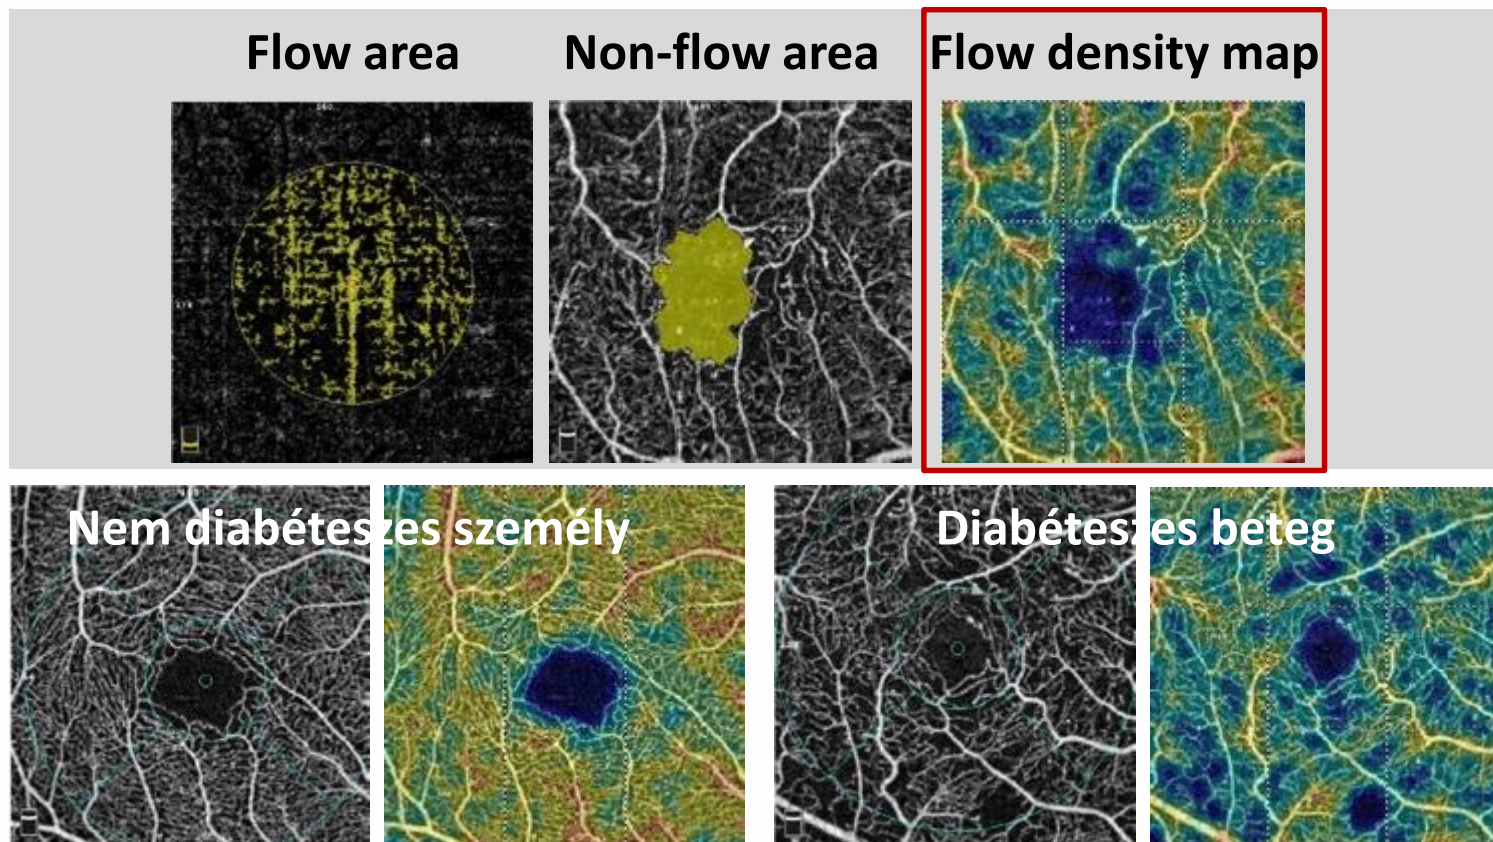 Flow area
Non-flow area
Flow density map
Nem diabéteszes személy
Diabéteszes beteg